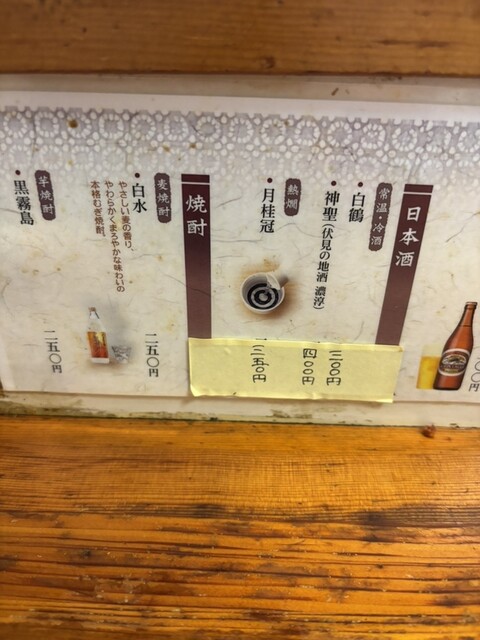 日本酒
常温・冷酒
・白鶴
三〇〇円
・神聖(伏見の地酒 濃淳)
四〇〇円
熱燗
・月桂冠
二五〇円
焼酎
麦焼酎
・白水
やさしい麦の香り、
やわらかくまろやかな味わいの
本格むぎ焼酎。
二五〇円
芋焼酎
・黒霧島
二五〇円